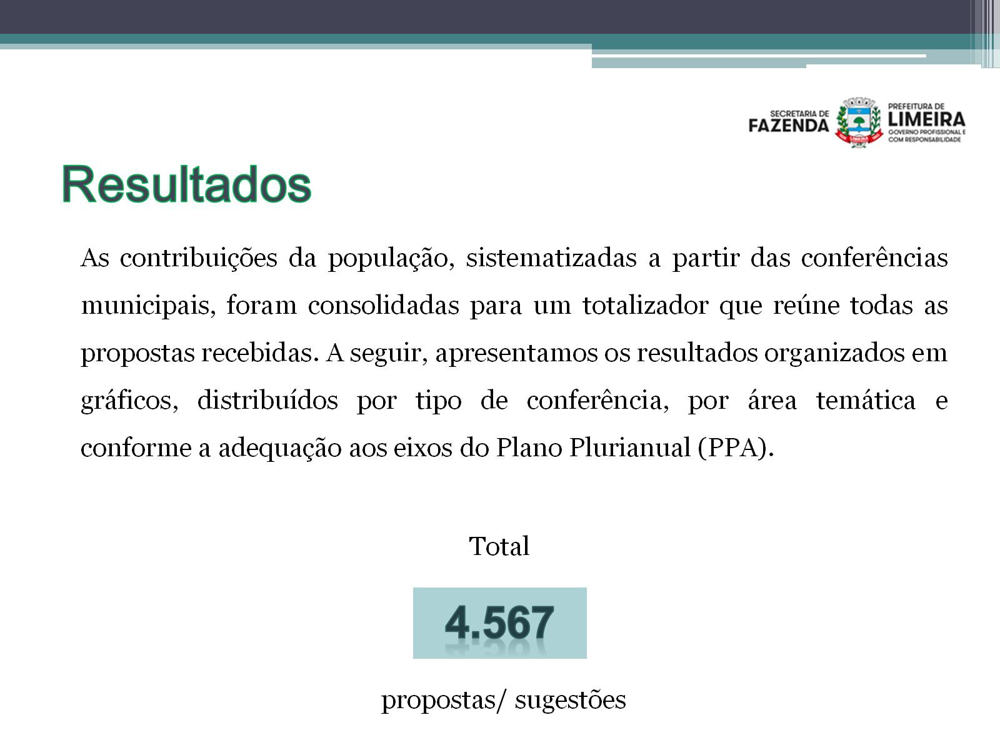 SECRETARIA DE
FAZENDA
PREFEITURA DE
LIMEIRA
GOVERNO PROFISSIONAL E
COM RESPONSABILIDADE
LIMEIRA
Resultados
As contribuições da população, sistematizadas a partir das conferências
municipais, foram consolidadas para um totalizador que reúne todas as
propostas recebidas. A seguir, apresentamos os resultados organizados em
gráficos, distribuídos por tipo de conferência, por área temática e
conforme a adequação aos eixos do Plano Plurianual (PPA).
Total
4.567
propostas/ sugestões